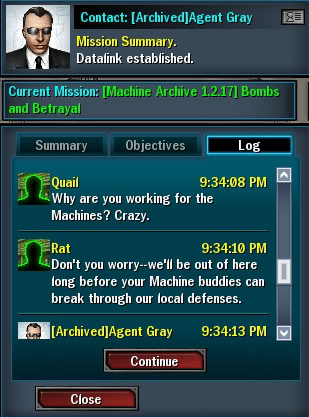 Contact: [Archived]Agent Gray
Mission Summary.
Datalink established.
Current Mission: [Machine Archive 1.2.17] Bombs
and Betrayal
Summary
Objectives
Log
Quail 9:34:08 PM
Why are you working for the
Machines? Crazy.
Rat 9:34:10 PM
Don't you worry--we'll be out of here
long before your Machine buddies can
break through our local defenses.
[Archived]Agent Gray 9:34:13 PM
Continue
Close